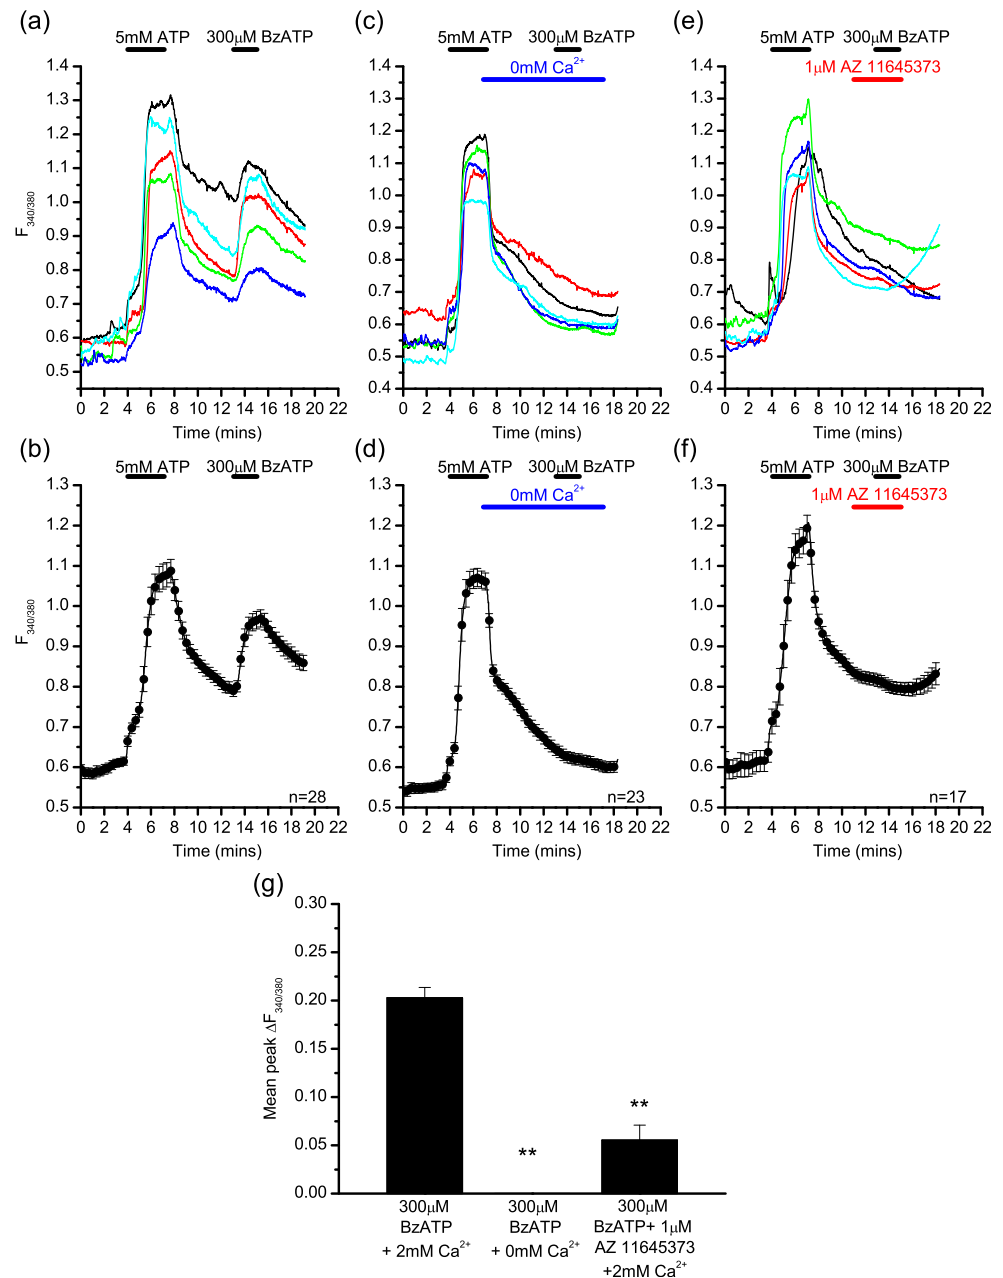 (a)
5mM ATP 300μM BzATP
1.4
1.3
1.2
1.1
1.0
0.9
0.8
0.7
0.6
0.5
F340/380
0 2 4 6 8 10 12 14 16 18 20 22
Time (mins)
(c)
5mM ATP 300μM BzATP
0mM Ca²⁺
1.4
1.3
1.2
1.1
1.0
0.9
0.8
0.7
0.6
0.5
0.4
0 2 4 6 8 10 12 14 16 18 20 22
Time (mins)
(e)
5mM ATP 300μM BzATP
1μM AZ 11645373
1.4
1.3
1.2
1.1
1.0
0.9
0.8
0.7
0.6
0.5
0.4
0 2 4 6 8 10 12 14 16 18 20 22
Time (mins)
(b)
5mM ATP 300μM BzATP
1.3
1.2
1.1
1.0
0.9
0.8
0.7
0.6
0.5
F340/380
n=28
0 2 4 6 8 10 12 14 16 18 20 22
Time (mins)
(d)
5mM ATP 300μM BzATP
0mM Ca²⁺
1.3
1.2
1.1
1.0
0.9
0.8
0.7
0.6
0.5
n=23
0 2 4 6 8 10 12 14 16 18 20 22
Time (mins)
(f)
5mM ATP 300μM BzATP
1μM AZ 11645373
1.3
1.2
1.1
1.0
0.9
0.8
0.7
0.6
0.5
n=17
0 2 4 6 8 10 12 14 16 18 20 22
Time (mins)
(g)
0.30
0.25
0.20
0.15
0.10
0.05
0.00
Mean peak ΔF340/380
**
**
300μM
BzATP
+ 2mM Ca²⁺
300μM
BzATP
+ 0mM Ca²⁺
300μM
BzATP+ 1μM
AZ 11645373
+2mM Ca²⁺